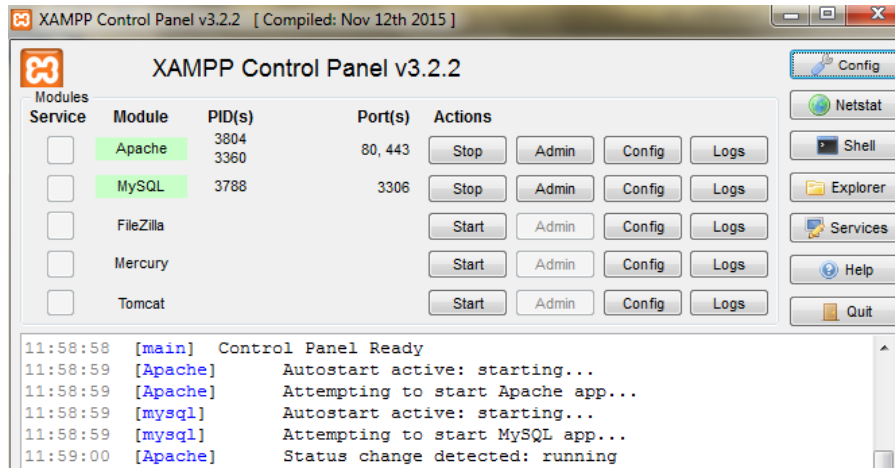 XAMPP Control Panel v3.2.2 [ Compiled: Nov 12th 2015 ]
XAMPP Control Panel v3.2.2
Config
Modules
Service Module PID(s) Port(s) Actions
Netstat
Apache 3804 3360 80, 443 Stop Admin Config Logs
Shell
MySQL 3788 3306 Stop Admin Config Logs
Explorer
FileZilla Start Admin Config Logs
Services
Mercury Start Admin Config Logs
Help
Tomcat Start Admin Config Logs
Quit
11:58:58 [main] Control Panel Ready
11:58:59 [Apache] Autostart active: starting...
11:58:59 [Apache] Attempting to start Apache app...
11:58:59 [mysql] Autostart active: starting...
11:58:59 [mysql] Attempting to start MySQL app...
11:59:00 [Apache] Status change detected: running